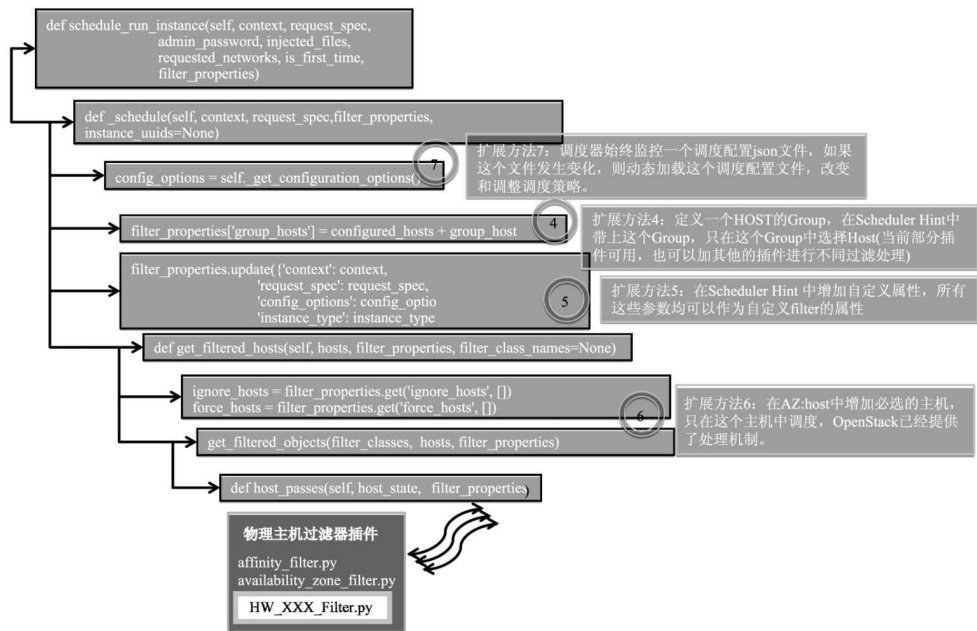 def schedule_run_instance(self, context, request_spec,
admin_password, injected_files,
requested_networks, is_first_time,
filter_properties)
def _schedule(self, context, request_spec,filter_properties,
instance_uuids=None)
7
扩展方法7：调度器始终监控一个调度配置json文件，如果
这个文件发生变化，则动态加载这个调度配置文件，改变
和调整调度策略。
config_options = self._get_configuration_options()
filter_properties['group_hosts'] = configured_hosts + group_host
4
扩展方法4：定义一个HOST的Group，在Scheduler Hint中
带上这个Group，只在这个Group中选择Host(当前部分插
件可用，也可以加其他的插件进行不同过滤处理)
filter_properties.update({'context': context,
'request_spec': request_spec,
'config_options': config_optio
'instance_type': instance_type
5
扩展方法5：在Scheduler Hint 中增加自定义属性，所有
这些参数均可以作为自定义filter的属性
def get_filtered_hosts(self, hosts, filter_properties, filter_class_names=None)
ignore_hosts = filter_properties.get('ignore_hosts', [])
force_hosts = filter_properties.get('force_hosts', [])
6
扩展方法6：在AZ:host中增加必选的主机，
只在这个主机中调度，OpenStack已经提供
了处理机制。
get_filtered_objects(filter_classes, hosts, filter_properties)
def host_passes(self, host_state, filter_properties)
物理主机过滤器插件
affinity_filter.py
availability_zone_filter.py
HW_XXX_Filter.py